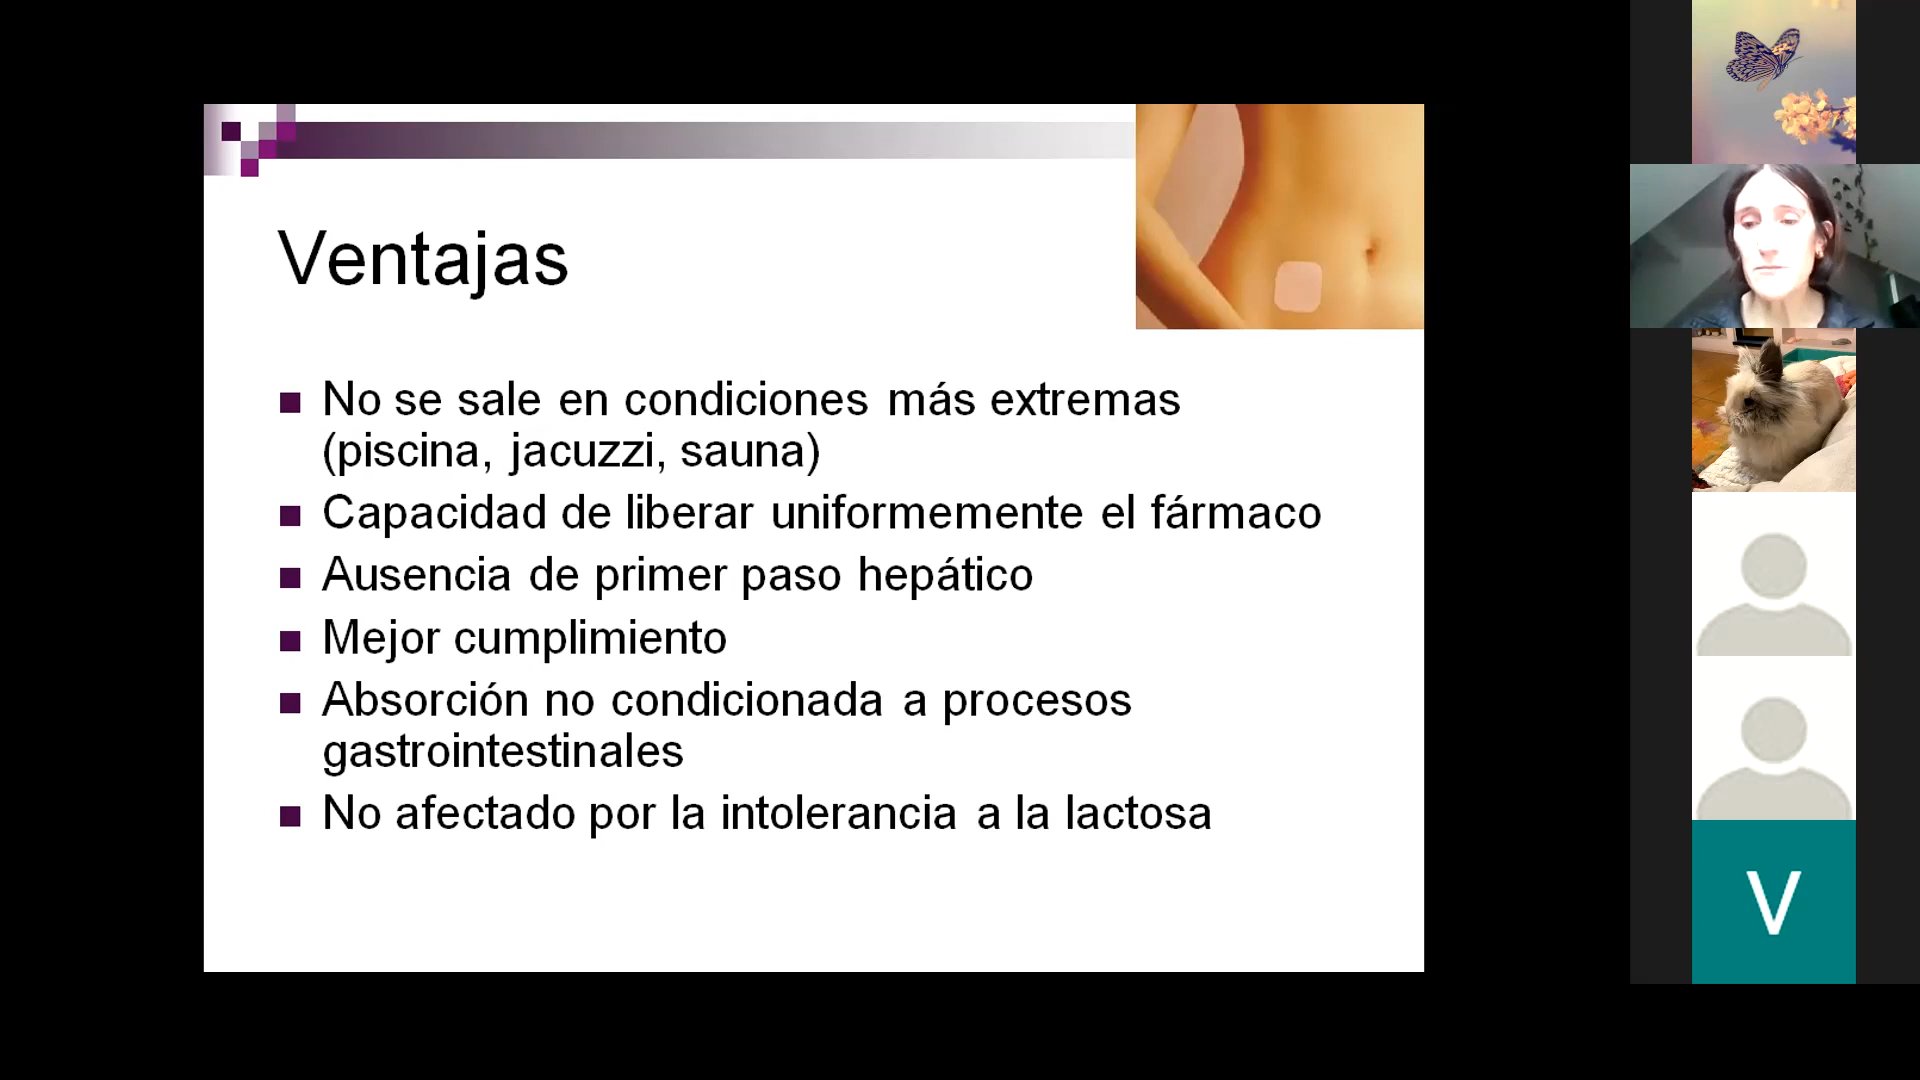 Ventajas
No se sale en condiciones más extremas
(piscina, jacuzzi, sauna)
Capacidad de liberar uniformemente el fármaco
Ausencia de primer paso hepático
Mejor cumplimiento
Absorción no condicionada a procesos
gastrointestinales
No afectado por la intolerancia a la lactosa
V